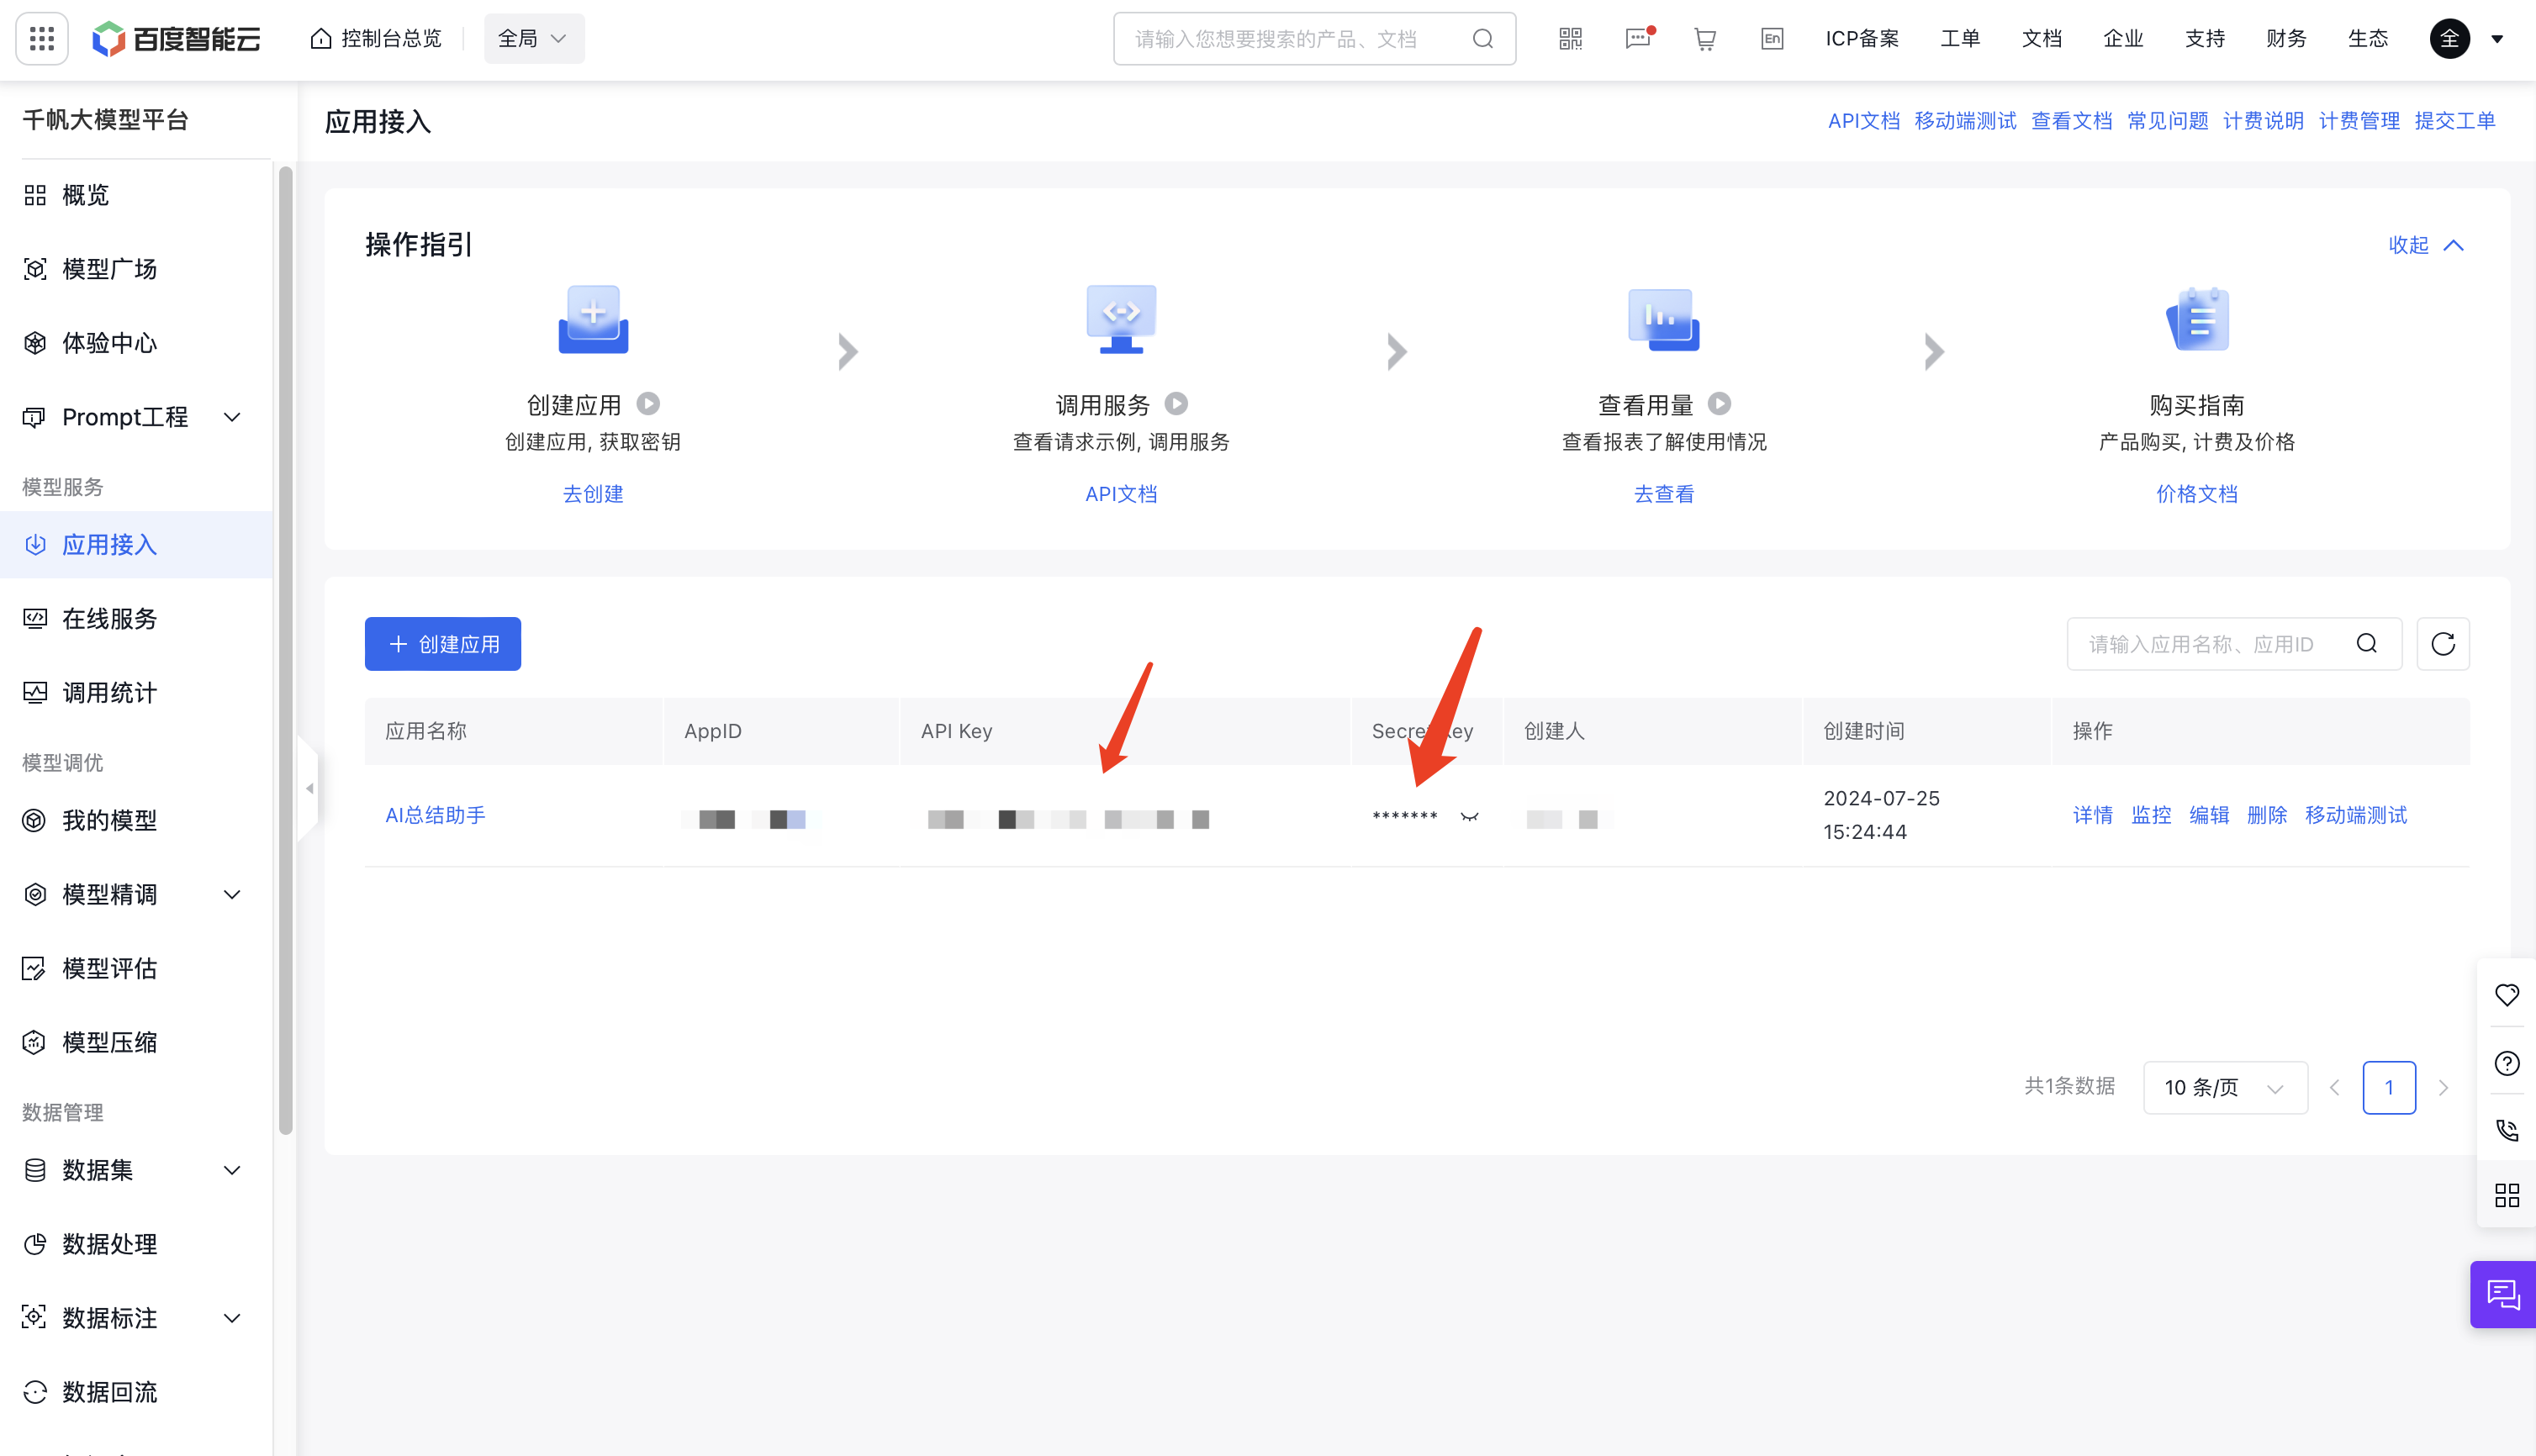 百度智能云
控制台总览
全局
请输入您想要搜索的产品、文档
En
ICP备案
工单
文档
企业
支持
财务
生态
全
千帆大模型平台
概览
模型广场
体验中心
Prompt工程
模型服务
应用接入
在线服务
调用统计
模型调优
我的模型
模型精调
模型评估
模型压缩
数据管理
数据集
数据处理
数据标注
数据回流
应用接入
API文档 移动端测试 查看文档 常见问题 计费说明 计费管理 提交工单
操作指引
收起
创建应用
创建应用, 获取密钥
去创建
调用服务
查看请求示例, 调用服务
API文档
查看用量
查看报表了解使用情况
去查看
购买指南
产品购买, 计费及价格
价格文档
创建应用
请输入应用名称、应用ID
应用名称 AppID API Key 创建人 创建时间 操作
AI总结助手
*******
2024-07-25
15:24:44
详情 监控 编辑 删除 移动端测试
共1条数据
10 条/页
1